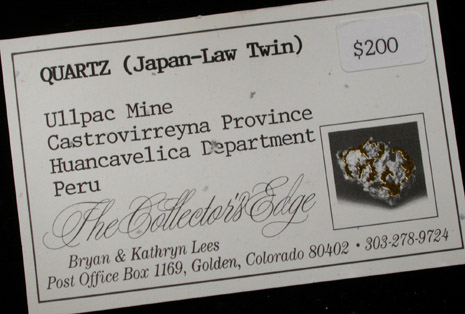 QUARTZ (Japan-Law Twin)
$200
Ullpac Mine
Castrovirreyna Province
Huancavelica Department
Peru
The Collector's Edge
Bryan & Kathryn Lees
Post Office Box 1169, Golden, Colorado 80402 • 303-278-9724